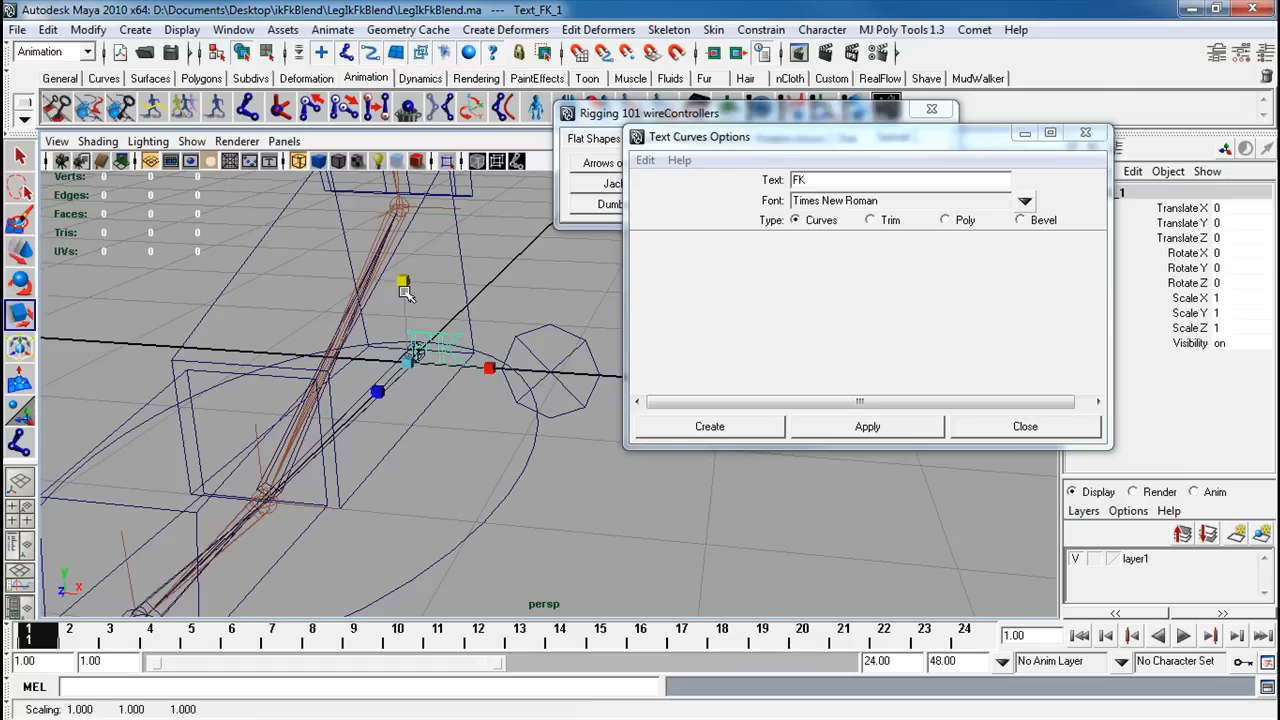 Autodesk Maya 2010 x64: D:\Documents\Desktop\ikFkBlend\LegIkFkBlend\LegIkFkBlend.ma --- Text_FK_1
File Edit Modify Create Display Window Assets Animate Geometry Cache Create Deformers Edit Deformers Skeleton Skin Constrain Character MJ Poly Tools 1.3 Comet Help
Animation
General Curves Surfaces Polygons Subdivs Deformation Animation Dynamics Rendering PaintEffects Toon Muscle Fluids Fur Hair nCloth Custom RealFlow Shave MudWalker
View Shading Lighting Show Renderer Panels
Verts: 0 0 0
Edges: 0 0 0
Faces: 0 0 0
Tris: 0 0 0
UVs: 0 0 0
FK
y
z x
persp
Rigging 101 wireControllers
Flat Shapes
Arrows o
Jac
Dumb
Text Curves Options
Edit Help
Text: FK
Font: Times New Roman
Type: Curves Trim Poly Bevel
Create Apply Close
Edit Object Show
_1
Translate X 0
Translate Y 0
Translate Z 0
Rotate X 0
Rotate Y 0
Rotate Z 0
Scale X 1
Scale Y 1
Scale Z 1
Visibility on
Display Render Anim
Layers Options Help
V layer1
<< >>
1 2 3 4 5 6 7 8 9 10 11 12 13 14 15 16 17 18 19 20 21 22 23 24
1 1.00
1.00 1.00 24.00 48.00 No Anim Layer No Character Set
MEL
Scaling: 1.000 1.000 1.000